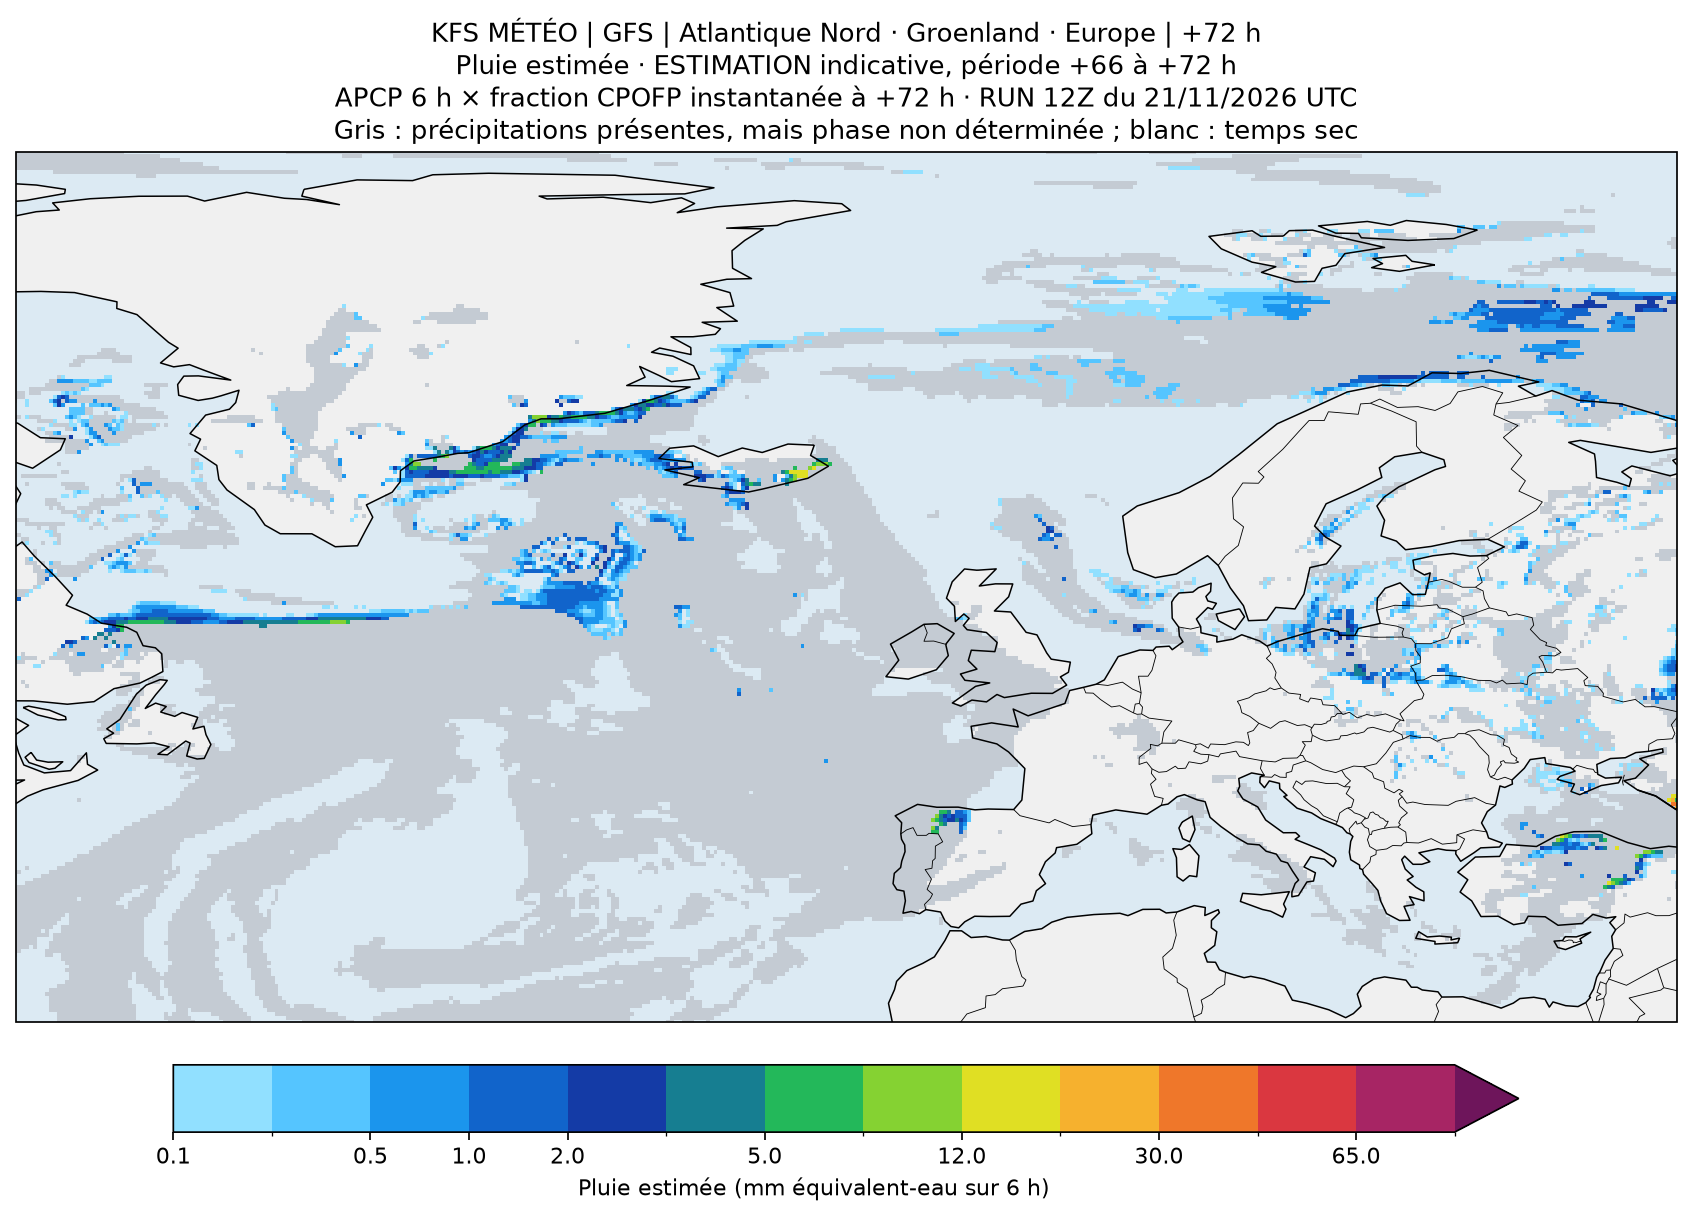 KFS MÉTÉO | GFS | Atlantique Nord · Groenland · Europe | +72 h
Pluie estimée · ESTIMATION indicative, période +66 à +72 h
APCP 6 h × fraction CPOFP instantanée à +72 h · RUN 12Z du 21/11/2026 UTC
Gris : précipitations présentes, mais phase non déterminée ; blanc : temps sec
0.1 0.5 1.0 2.0 5.0 12.0 30.0 65.0
Pluie estimée (mm équivalent-eau sur 6 h)